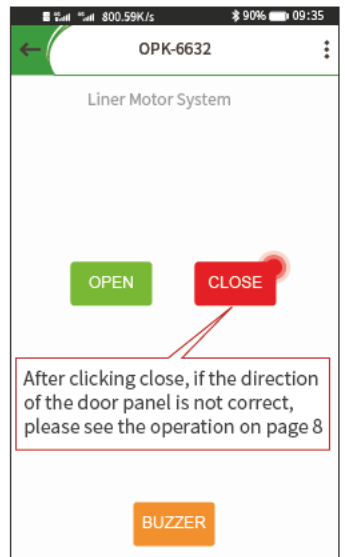 800.59K/s 90% 09:35
OPK-6632
Liner Motor System
OPEN CLOSE
After clicking close, if the direction
of the door panel is not correct,
please see the operation on page 8
BUZZER